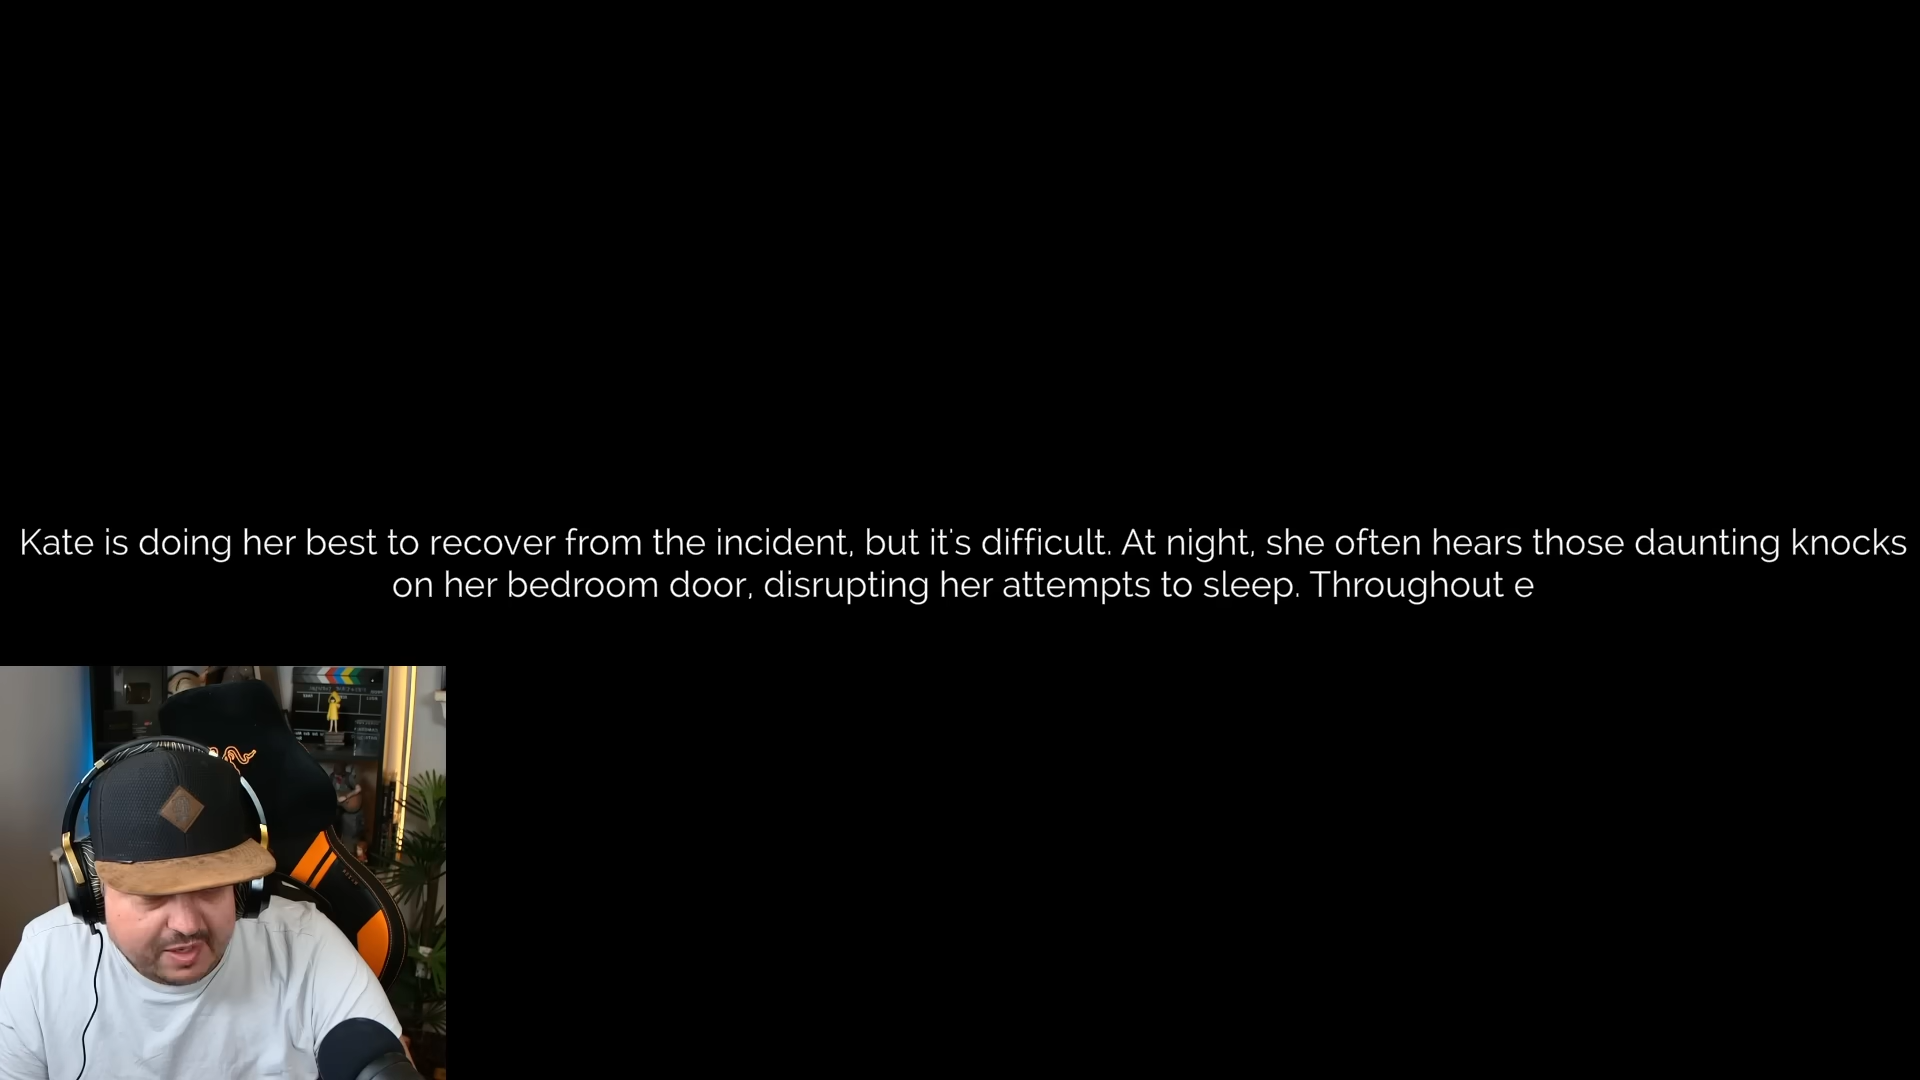 Kate is doing her best to recover from the incident, but it's difficult. At night, she often hears those daunting knocks
on her bedroom door, disrupting her attempts to sleep. Throughout e